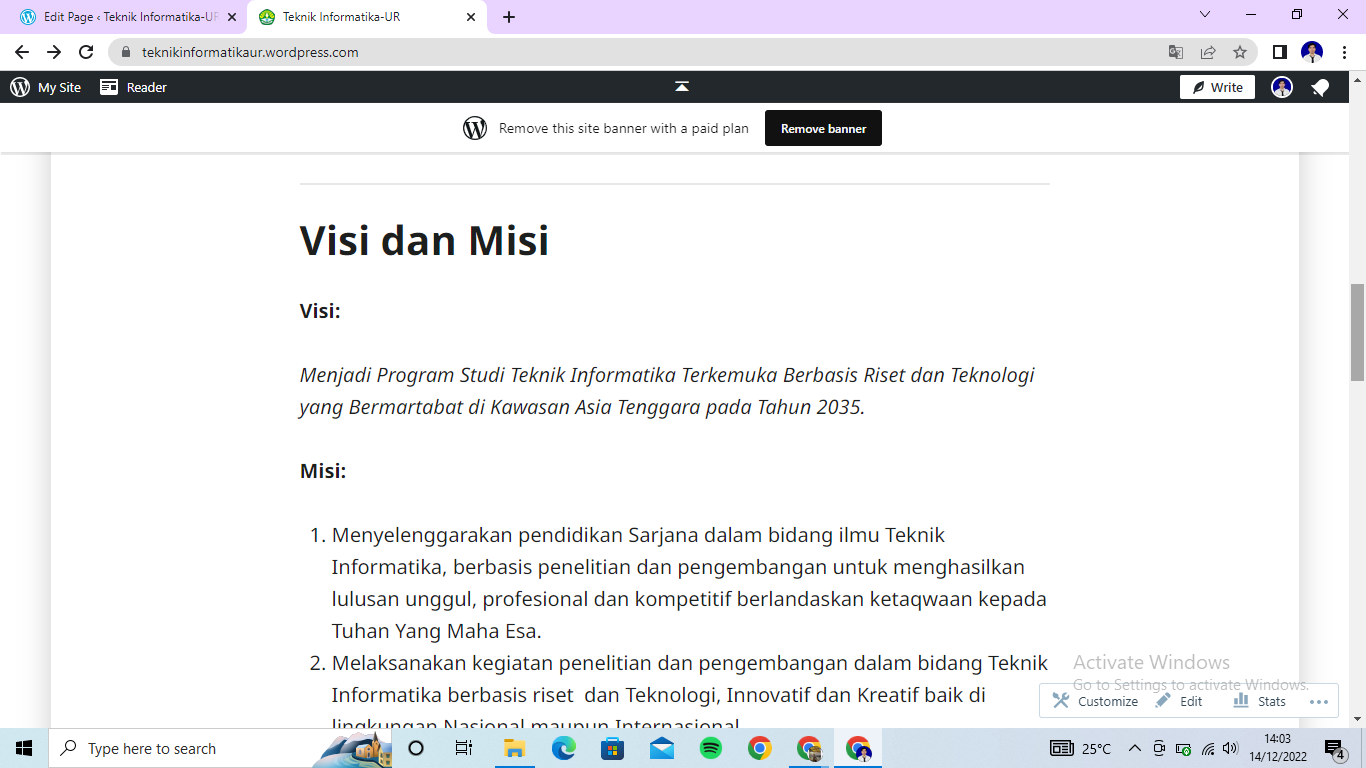 Edit Page ‹ Teknik Informatika-UR
Teknik Informatika-UR
teknikinformatikaur.wordpress.com
My Site
Reader
Write
Remove this site banner with a paid plan
Remove banner
Visi dan Misi
Visi:
Menjadi Program Studi Teknik Informatika Terkemuka Berbasis Riset dan Teknologi
yang Bermartabat di Kawasan Asia Tenggara pada Tahun 2035.
Misi:
1. Menyelenggarakan pendidikan Sarjana dalam bidang ilmu Teknik
Informatika, berbasis penelitian dan pengembangan untuk menghasilkan
lulusan unggul, profesional dan kompetitif berlandaskan ketaqwaan kepada
Tuhan Yang Maha Esa.
2. Melaksanakan kegiatan penelitian dan pengembangan dalam bidang Teknik
Informatika berbasis riset  dan Teknologi, Innovatif dan Kreatif baik di
lingkungan Nasional maupun Internasional
Activate Windows
Go to Settings to activate Windows.
Customize
Edit
Stats
Type here to search
25°C
14:03
14/12/2022
4